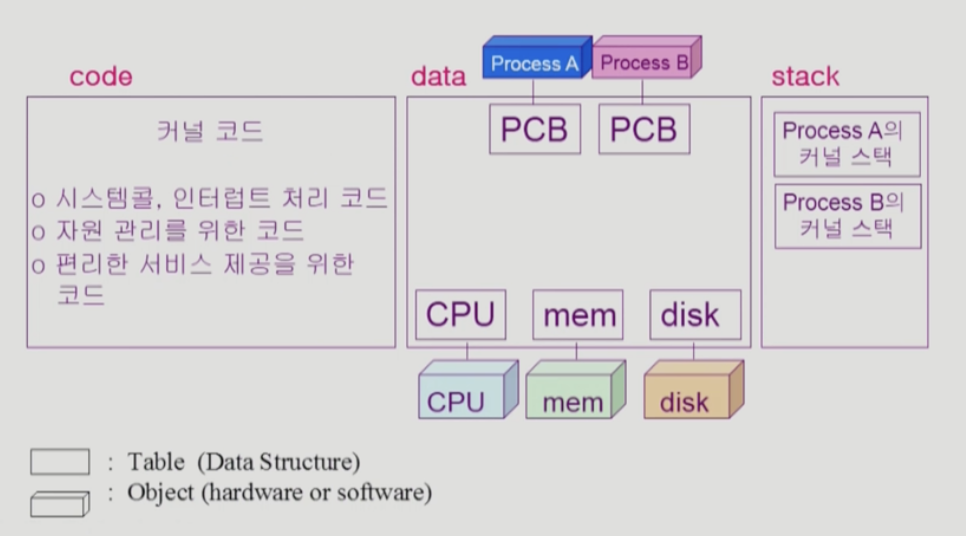 code
커널 코드
o 시스템콜, 인터럽트 처리 코드
o 자원 관리를 위한 코드
o 편리한 서비스 제공을 위한
코드
data
Process A
Process B
PCB
PCB
CPU
mem
disk
CPU
mem
disk
stack
Process A의
커널 스택
Process B의
커널 스택
: Table (Data Structure)
: Object (hardware or software)